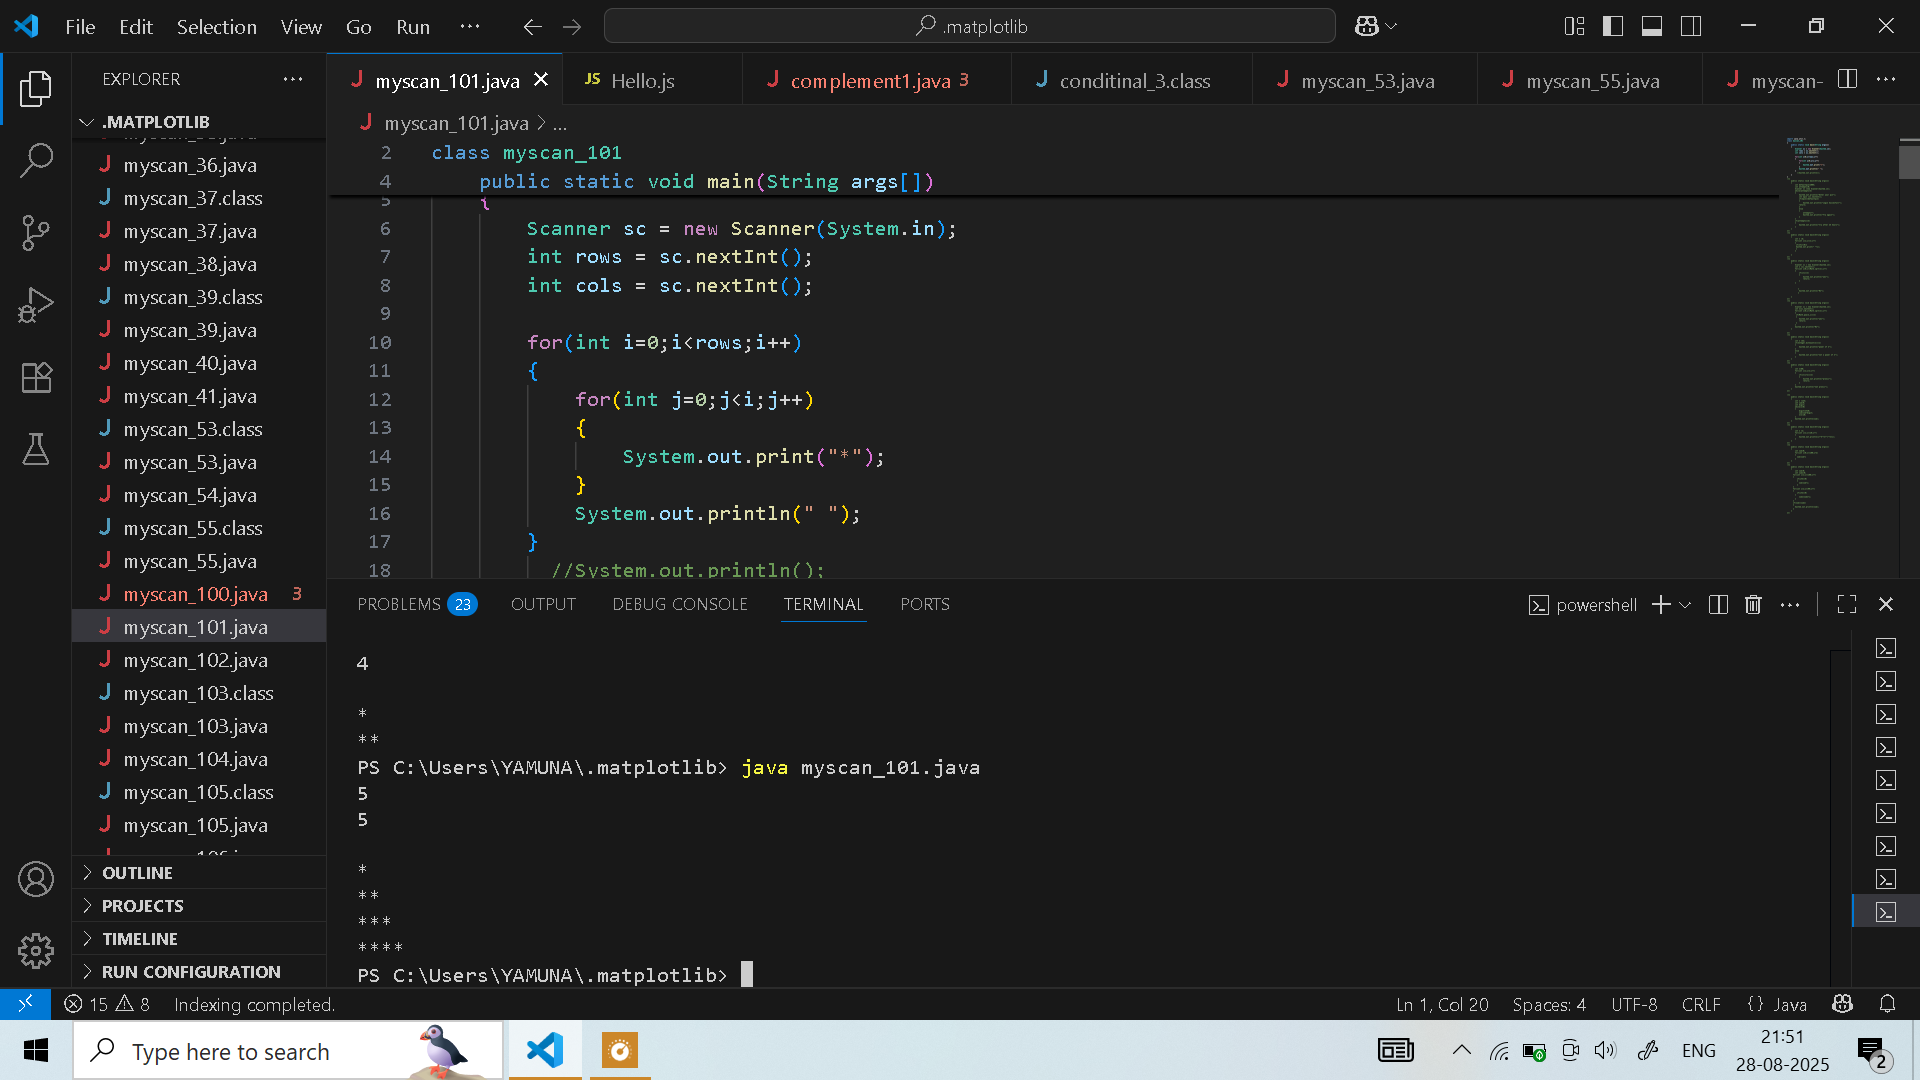 File Edit Selection View Go Run ··· .matplotlib
EXPLORER ···
.MATPLOTLIB
myscan_36.java
myscan_37.class
myscan_37.java
myscan_38.java
myscan_39.class
myscan_39.java
myscan_40.java
myscan_41.java
myscan_53.class
myscan_53.java
myscan_54.java
myscan_55.class
myscan_55.java
myscan_100.java 3
myscan_101.java
myscan_102.java
myscan_103.class
myscan_103.java
myscan_104.java
myscan_105.class
myscan_105.java
OUTLINE
PROJECTS
TIMELINE
RUN CONFIGURATION
myscan_101.java JS Hello.js complement1.java 3 conditinal_3.class myscan_53.java myscan_55.java myscan-
myscan_101.java > ...
2 class myscan_101
4 public static void main(String args[])
5 {
6 Scanner sc = new Scanner(System.in);
7 int rows = sc.nextInt();
8 int cols = sc.nextInt();
9
10 for(int i=0;i<rows;i++)
11 {
12 for(int j=0;j<i;j++)
13 {
14 System.out.print("*");
15 }
16 System.out.println(" ");
17 }
18 //System.out.println();
PROBLEMS 23 OUTPUT DEBUG CONSOLE TERMINAL PORTS powershell
4
*
**
PS C:\Users\YAMUNA\.matplotlib> java myscan_101.java
5
5
*
**
***
****
PS C:\Users\YAMUNA\.matplotlib>
15 8 Indexing completed. Ln 1, Col 20 Spaces: 4 UTF-8 CRLF {} Java
Type here to search ENG 21:51
28-08-2025 2